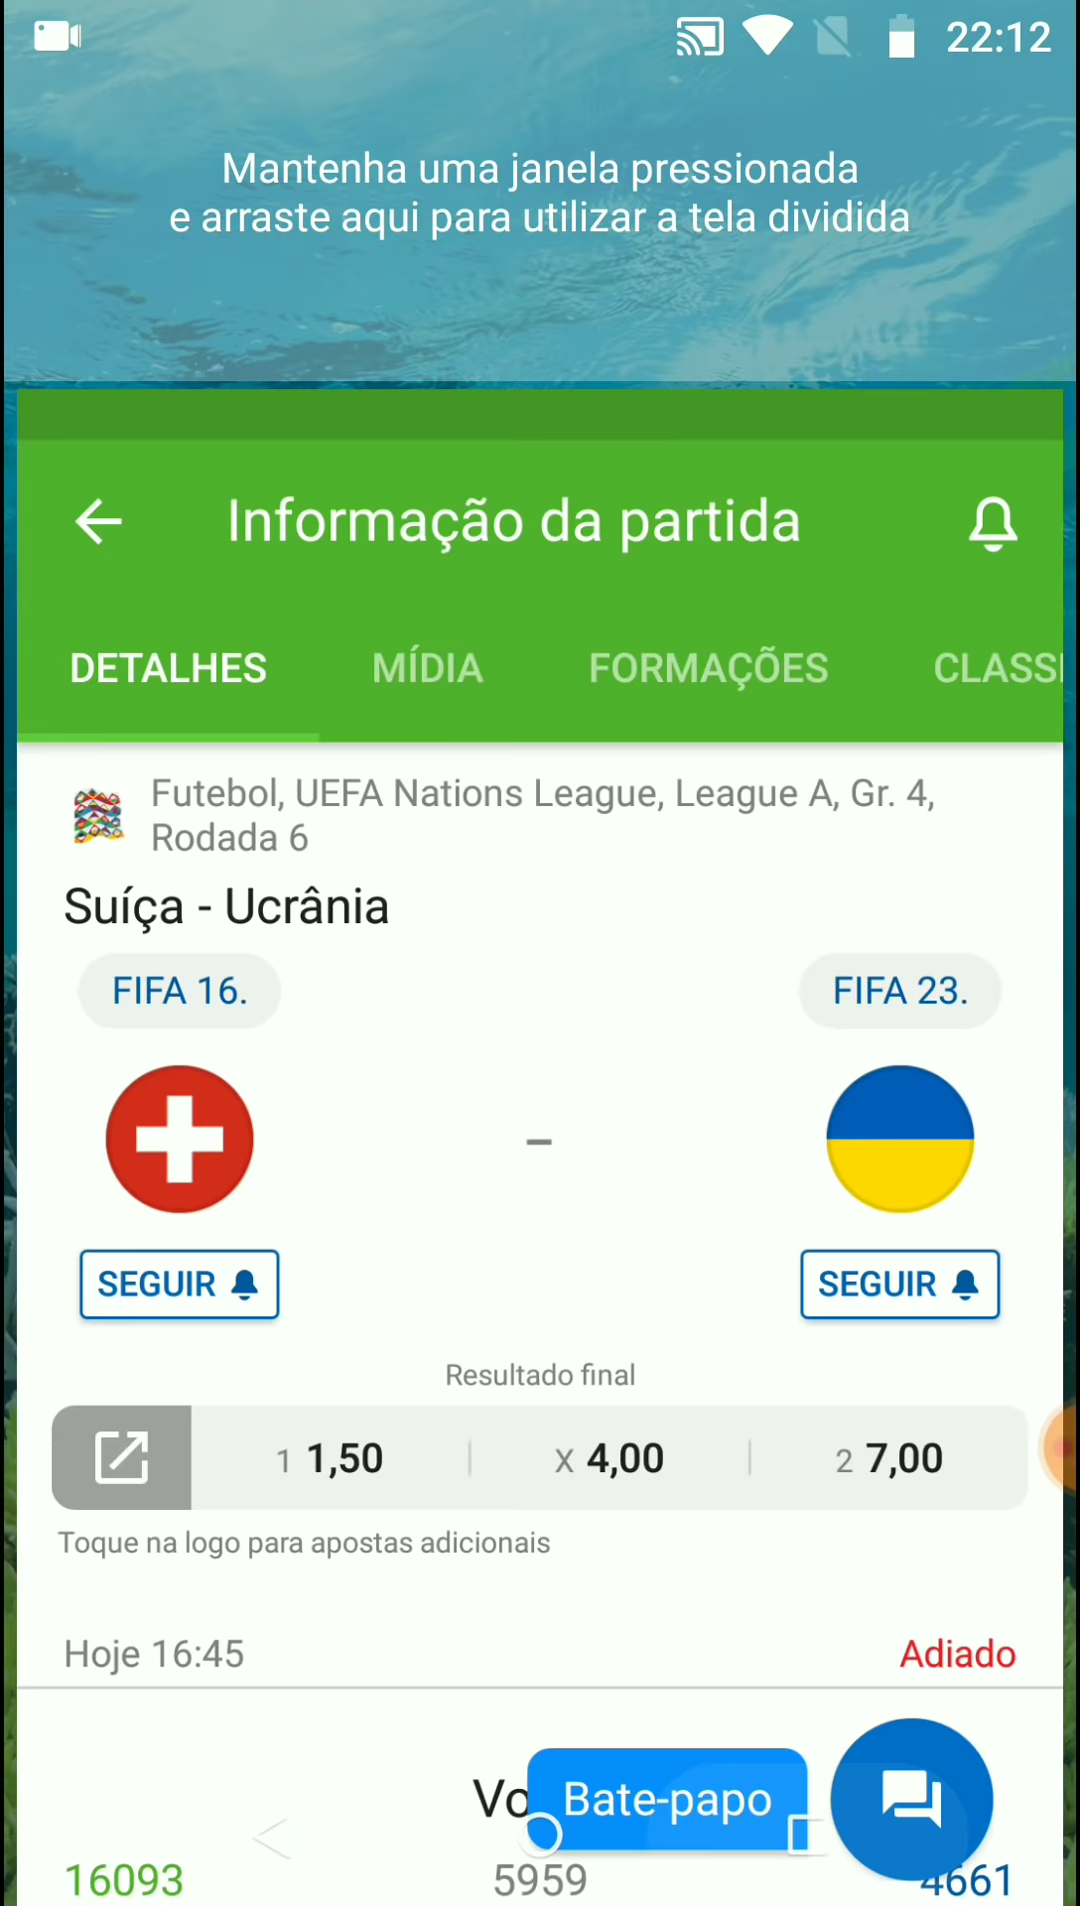 22:12
Mantenha uma janela pressionada
e arraste aqui para utilizar a tela dividida
Informação da partida
DETALHES MÍDIA FORMAÇÕES CLASSI
Futebol, UEFA Nations League, League A, Gr. 4,
Rodada 6
Suíça - Ucrânia
FIFA 16. FIFA 23.
-
SEGUIR SEGUIR
Resultado final
1 1,50 X 4,00 2 7,00
Toque na logo para apostas adicionais
Hoje 16:45 Adiado
Vo Bate-papo
16093 5959 4661